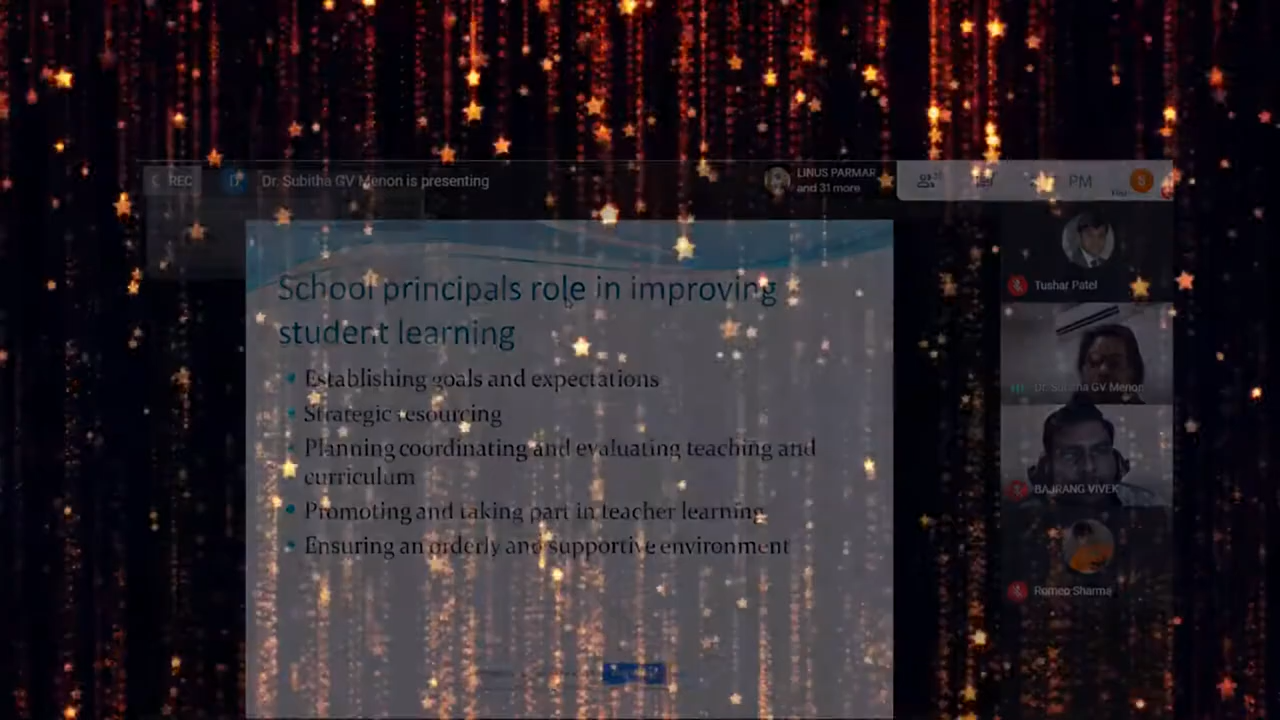 REC
Dr. Subitha GV Menon is presenting
LINUS PARMAR
and 31 more
PM
You
S
School principals role in improving
student learning
Establishing goals and expectations
Strategic resourcing
Planning coordinating and evaluating teaching and
curriculum
Promoting and taking part in teacher learning
Ensuring an orderly and supportive environment
Tushar Patel
Dr. Subitha GV Menon
BAJRANG VIVEK
Romeo Sharma